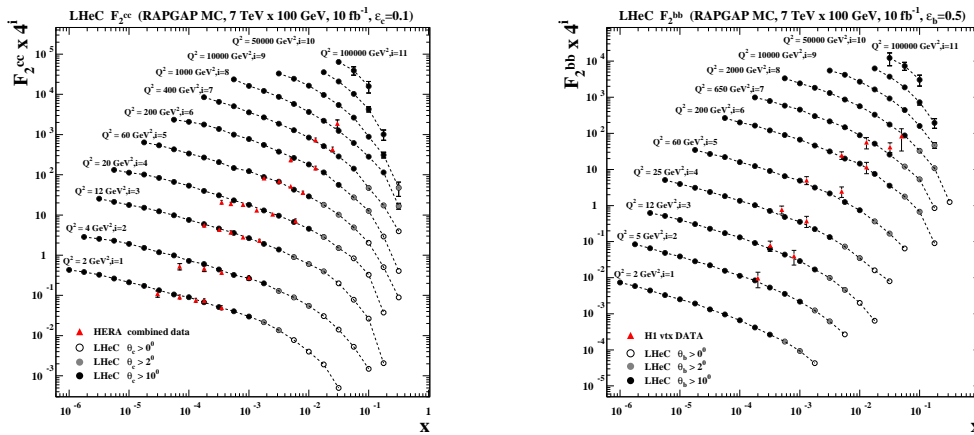 LHeC F₂ᶜᶜ (RAPGAP MC, 7 TeV x 100 GeV, 10 fb⁻¹, ε_c=0.1)
F₂ᶜᶜ x 4ⁱ
10⁵
10⁴
10³
10²
10
1
10⁻¹
10⁻²
10⁻³
Q² = 100000 GeV²,i=11
Q² = 50000 GeV²,i=10
Q² = 10000 GeV²,i=9
Q² = 1000 GeV²,i=8
Q² = 400 GeV²,i=7
Q² = 200 GeV²,i=6
Q² = 60 GeV²,i=5
Q² = 20 GeV²,i=4
Q² = 12 GeV²,i=3
Q² = 4 GeV²,i=2
Q² = 2 GeV²,i=1
HERA combined data
LHeC θ_c > 0⁰
LHeC θ_c > 2⁰
LHeC θ_c > 10⁰
10⁻⁶ 10⁻⁵ 10⁻⁴ 10⁻³ 10⁻² 10⁻¹ 1
x
LHeC F₂ᵇᵇ (RAPGAP MC, 7 TeV x 100 GeV, 10 fb⁻¹, ε_b=0.5)
F₂ᵇᵇ x 4ⁱ
10⁴
10³
10²
10
1
10⁻¹
10⁻²
10⁻³
10⁻⁴
10⁻⁵
Q² = 50000 GeV²,i=10
Q² = 100000 GeV²,i=11
Q² = 10000 GeV²,i=9
Q² = 2000 GeV²,i=8
Q² = 650 GeV²,i=7
Q² = 200 GeV²,i=6
Q² = 60 GeV²,i=5
Q² = 25 GeV²,i=4
Q² = 12 GeV²,i=3
Q² = 5 GeV²,i=2
Q² = 2 GeV²,i=1
H1 vtx DATA
LHeC θ_b > 0⁰
LHeC θ_b > 2⁰
LHeC θ_b > 10⁰
10⁻⁶ 10⁻⁵ 10⁻⁴ 10⁻³ 10⁻² 10⁻¹
x